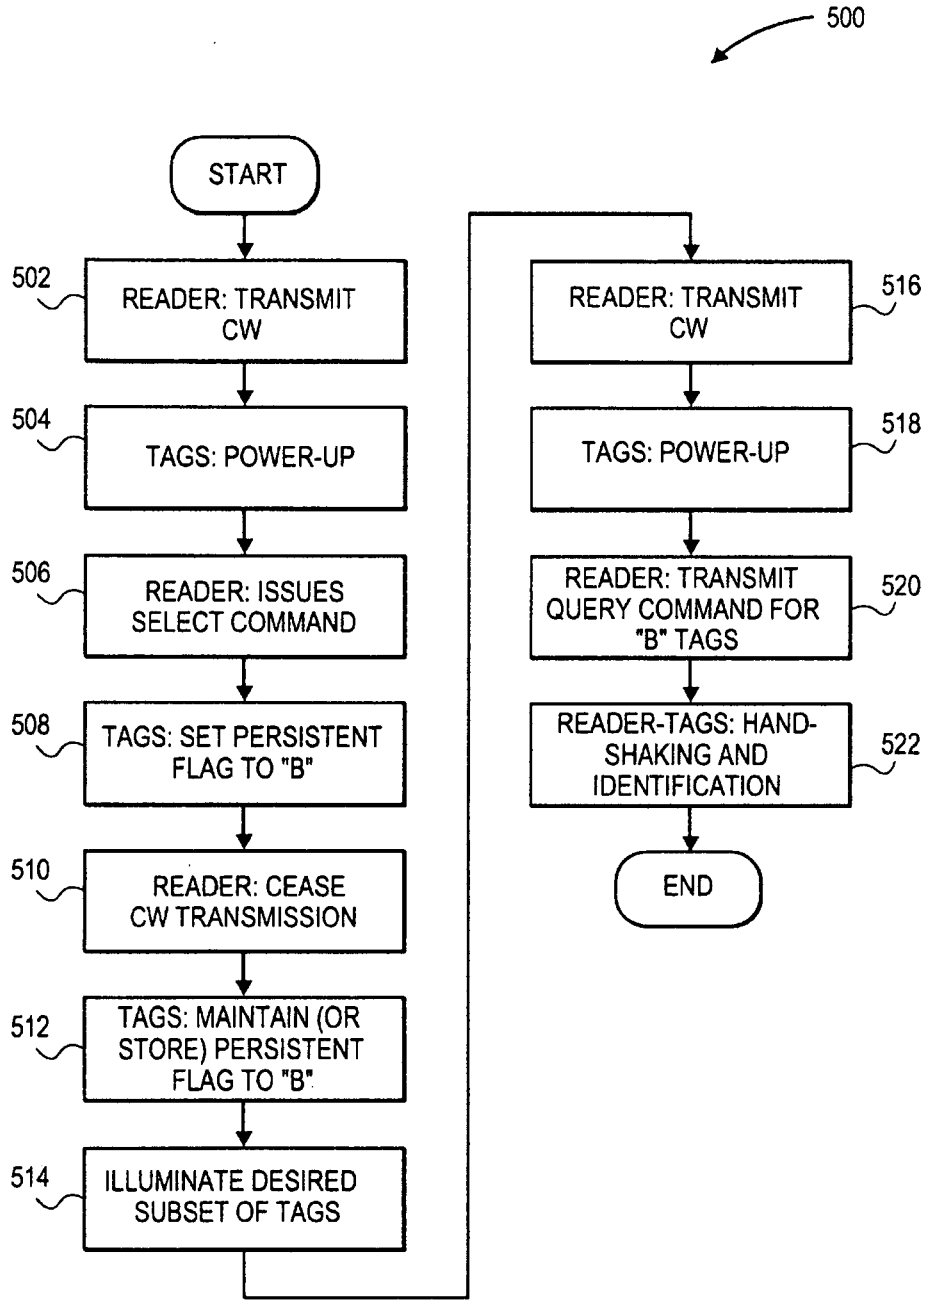 500
START
502
READER: TRANSMIT
CW
504
TAGS: POWER-UP
506
READER: ISSUES
SELECT COMMAND
508
TAGS: SET PERSISTENT
FLAG TO "B"
510
READER: CEASE
CW TRANSMISSION
512
TAGS: MAINTAIN (OR
STORE) PERSISTENT
FLAG TO "B"
514
ILLUMINATE DESIRED
SUBSET OF TAGS
READER: TRANSMIT
CW
516
TAGS: POWER-UP
518
READER: TRANSMIT
QUERY COMMAND FOR
"B" TAGS
520
READER-TAGS: HAND-
SHAKING AND
IDENTIFICATION
522
END